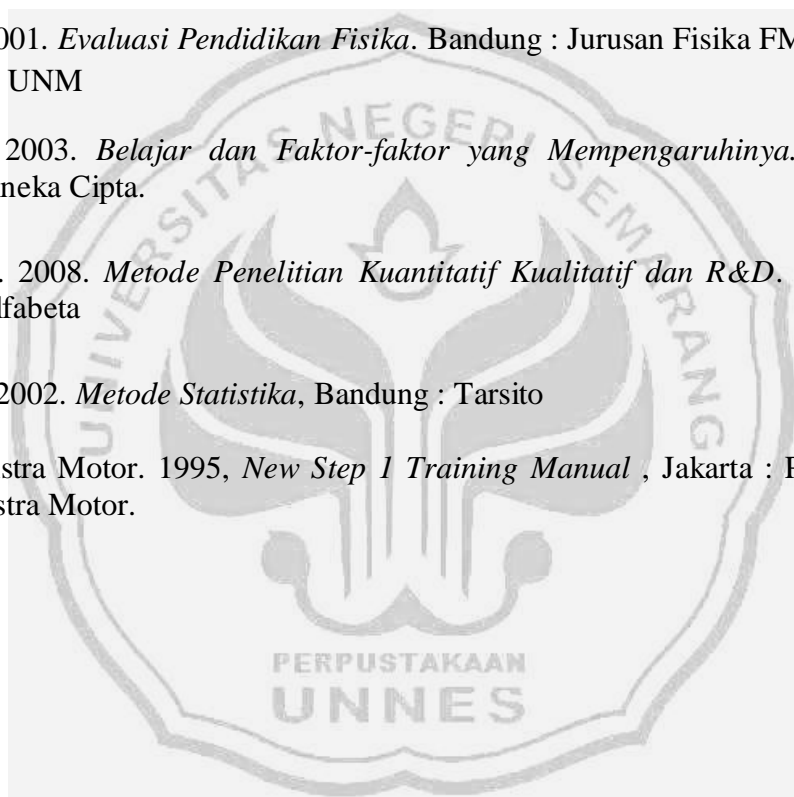 001. Evaluasi Pendidikan Fisika. Bandung : Jurusan Fisika FM
UNM
2003. Belajar dan Faktor-faktor yang Mempengaruhinya.
neka Cipta.
. 2008. Metode Penelitian Kuantitatif Kualitatif dan R&D.
lfabeta
2002. Metode Statistika, Bandung : Tarsito
stra Motor. 1995, New Step 1 Training Manual , Jakarta : P
stra Motor.
UNIVERSITAS NEGERI SEMARANG
PERPUSTAKAAN
UNNES